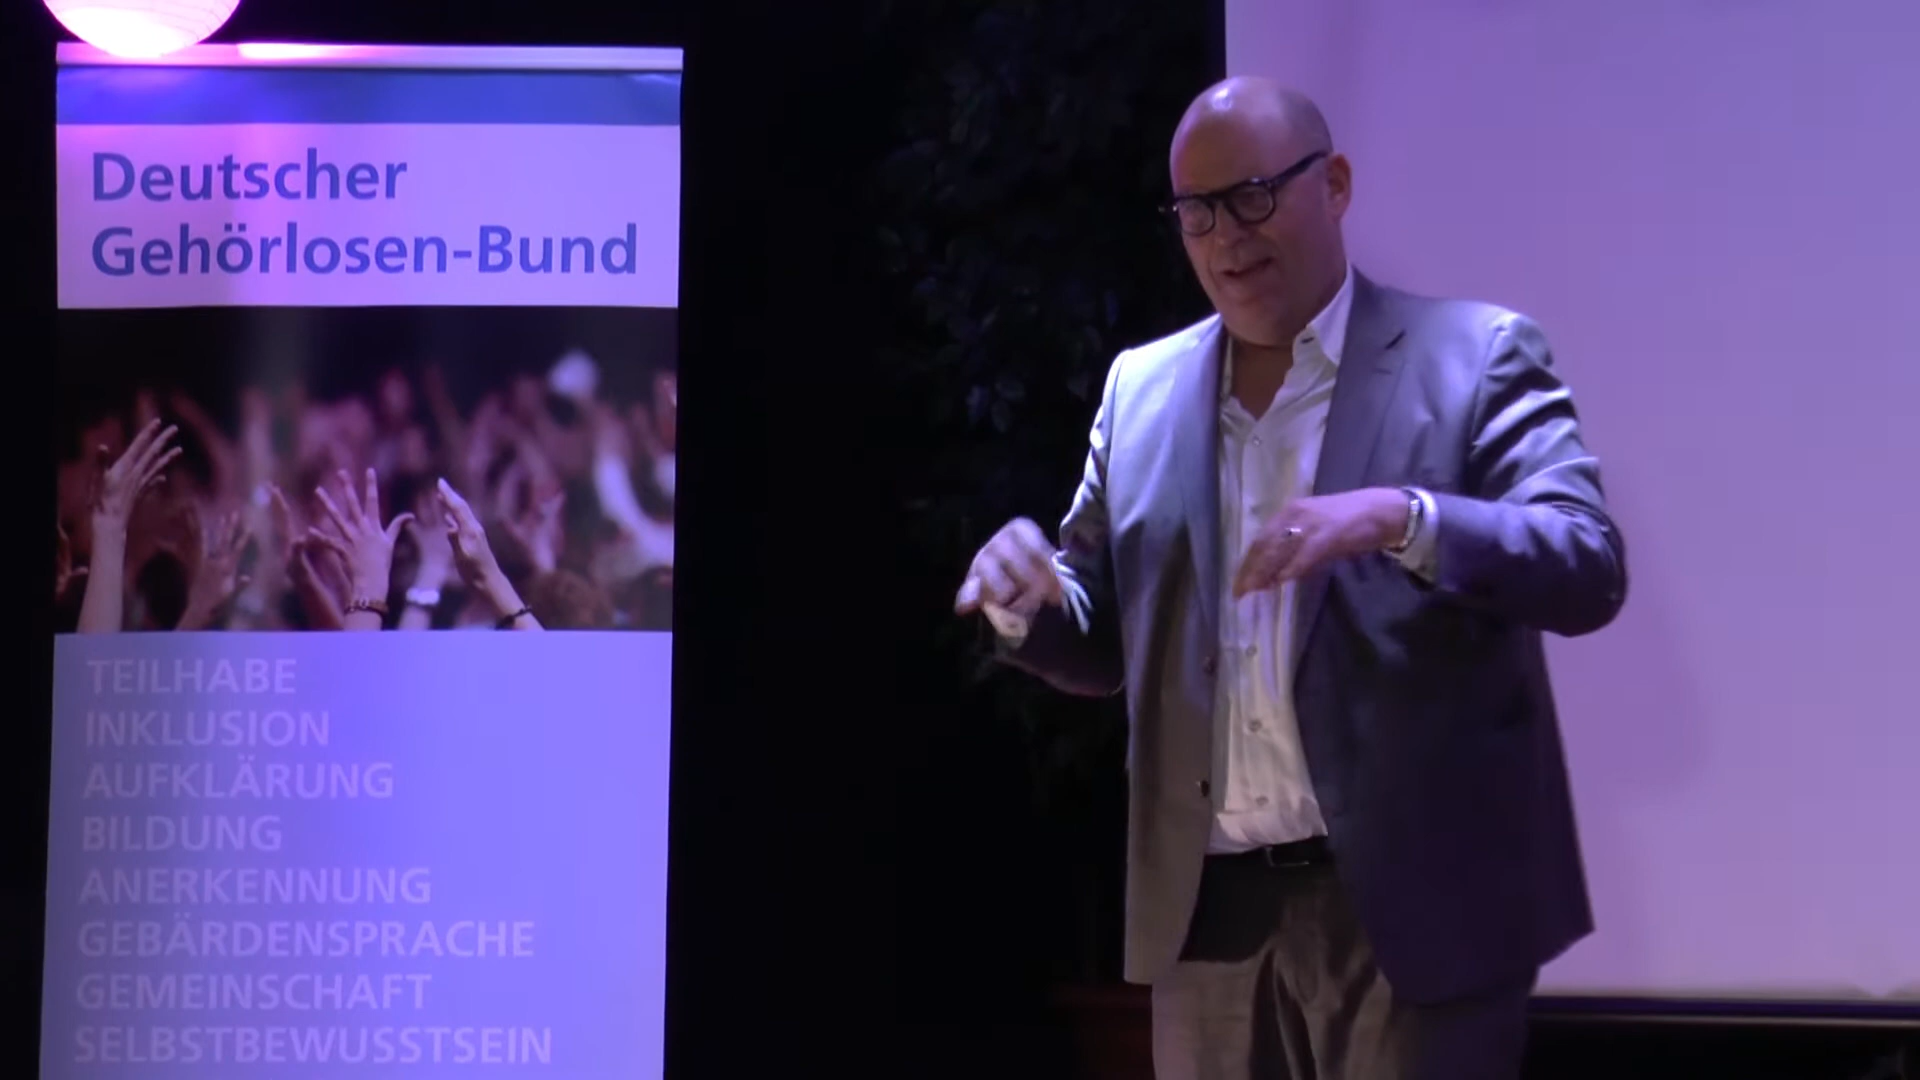 Deutscher
Gehörlosen-Bund
TEILHABE
INKLUSION
AUFKLÄRUNG
BILDUNG
ANERKENNUNG
GEBÄRDENSPRACHE
GEMEINSCHAFT
SELBSTBEWUSSTSEIN